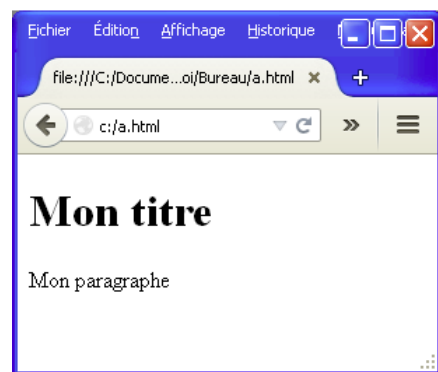 Fichier Édition Affichage Historique
file:///C:/Docume...oi/Bureau/a.html
c:/a.html
Mon titre
Mon paragraphe